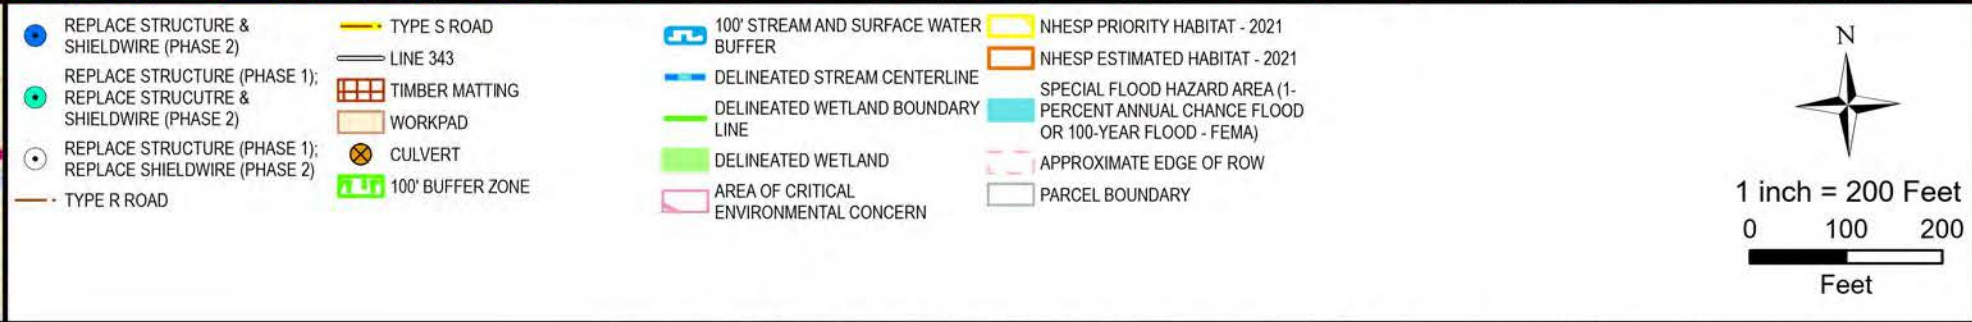 REPLACE STRUCTURE &
SHIELDWIRE (PHASE 2)
REPLACE STRUCTURE (PHASE 1);
REPLACE STRUCUTRE &
SHIELDWIRE (PHASE 2)
REPLACE STRUCTURE (PHASE 1);
REPLACE SHIELDWIRE (PHASE 2)
TYPE R ROAD
TYPE S ROAD
LINE 343
TIMBER MATTING
WORKPAD
CULVERT
100' BUFFER ZONE
100' STREAM AND SURFACE WATER
BUFFER
DELINEATED STREAM CENTERLINE
DELINEATED WETLAND BOUNDARY
LINE
DELINEATED WETLAND
AREA OF CRITICAL
ENVIRONMENTAL CONCERN
NHESP PRIORITY HABITAT - 2021
NHESP ESTIMATED HABITAT - 2021
SPECIAL FLOOD HAZARD AREA (1-
PERCENT ANNUAL CHANCE FLOOD
OR 100-YEAR FLOOD - FEMA)
APPROXIMATE EDGE OF ROW
PARCEL BOUNDARY
N
1 inch = 200 Feet
0 100 200
Feet